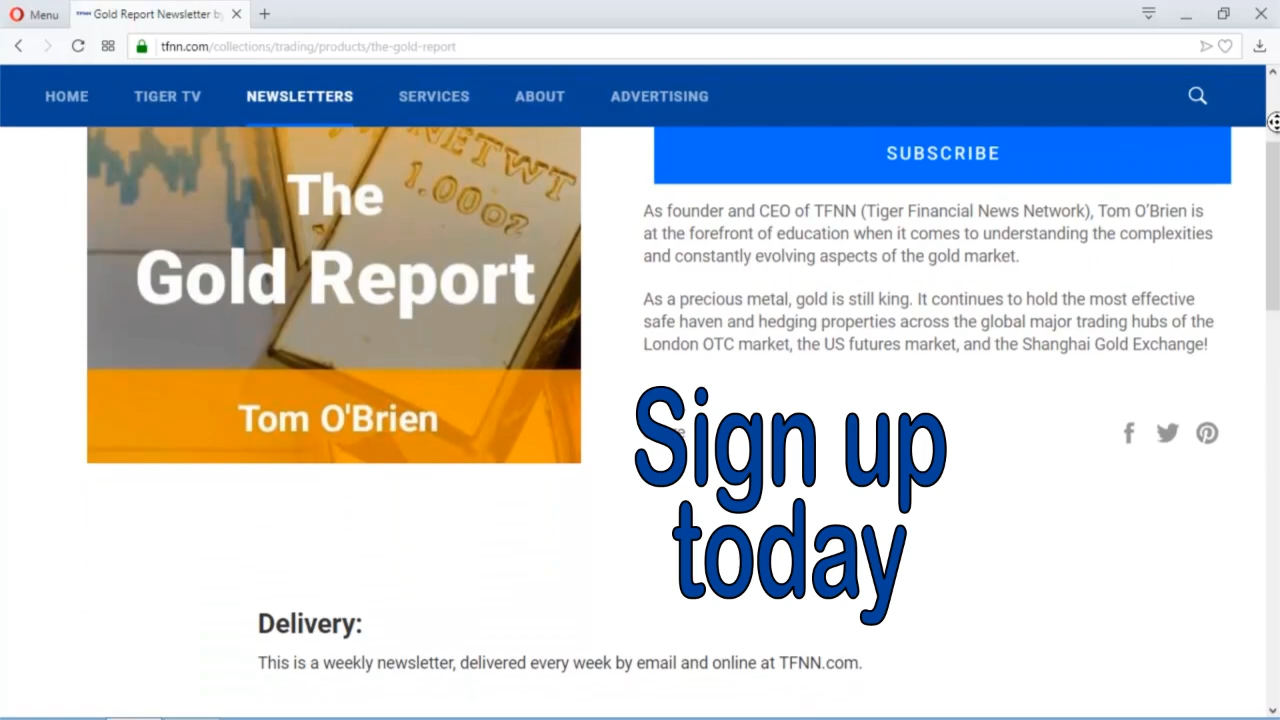 Menu
Gold Report Newsletter b
tfnn.com/collections/trading/products/the-gold-report
HOME TIGER TV NEWSLETTERS SERVICES ABOUT ADVERTISING
NETWT
1.00oz
The
Gold Report
Tom O'Brien
SUBSCRIBE
As founder and CEO of TFNN (Tiger Financial News Network), Tom O'Brien is
at the forefront of education when it comes to understanding the complexities
and constantly evolving aspects of the gold market.
As a precious metal, gold is still king. It continues to hold the most effective
safe haven and hedging properties across the global major trading hubs of the
London OTC market, the US futures market, and the Shanghai Gold Exchange!
Sign up
today
Delivery:
This is a weekly newsletter, delivered every week by email and online at TFNN.com.